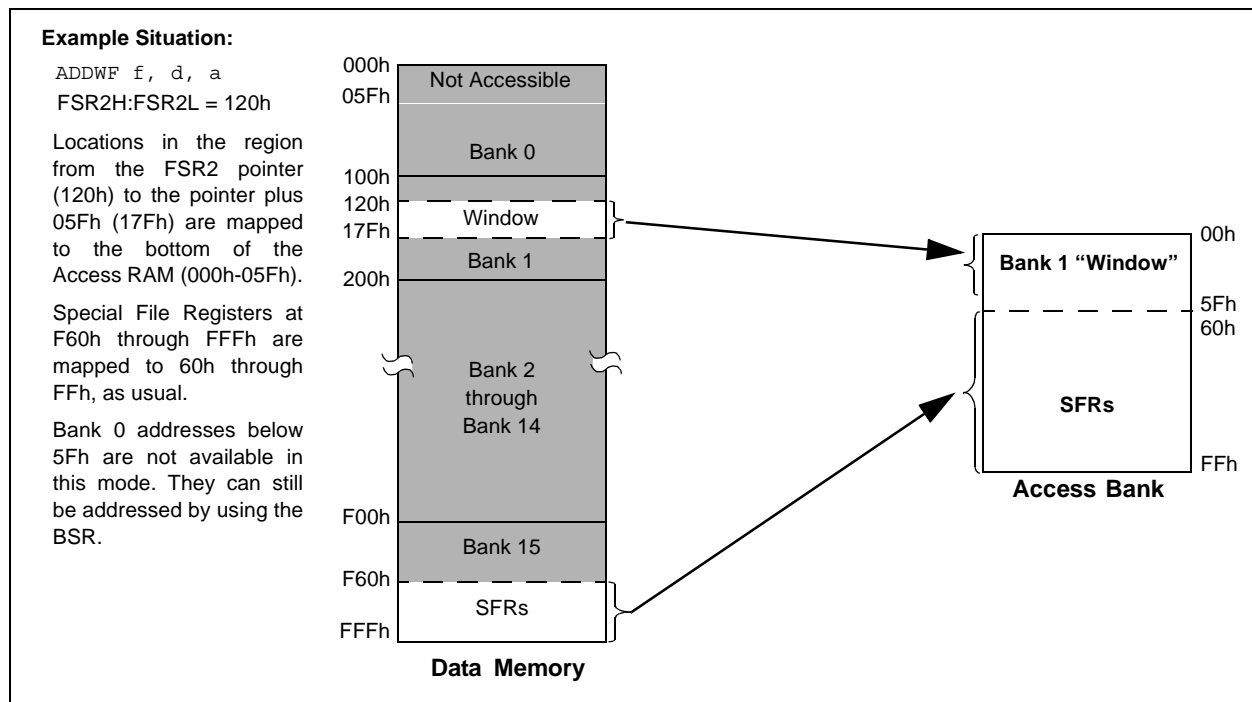 Example Situation:
ADDWF f, d, a
FSR2H:FSR2L = 120h
Locations in the region
from the FSR2 pointer
(120h) to the pointer plus
05Fh (17Fh) are mapped
to the bottom of the
Access RAM (000h-05Fh).
Special File Registers at
F60h through FFFh are
mapped to 60h through
FFh, as usual.
Bank 0 addresses below
5Fh are not available in
this mode. They can still
be addressed by using the
BSR.
000h
Not Accessible
05Fh
Bank 0
100h
120h
Window
17Fh
Bank 1
200h
Bank 2
through
Bank 14
F00h
Bank 15
F60h
SFRs
FFFh
Data Memory
00h
Bank 1 “Window”
5Fh
60h
SFRs
FFh
Access Bank